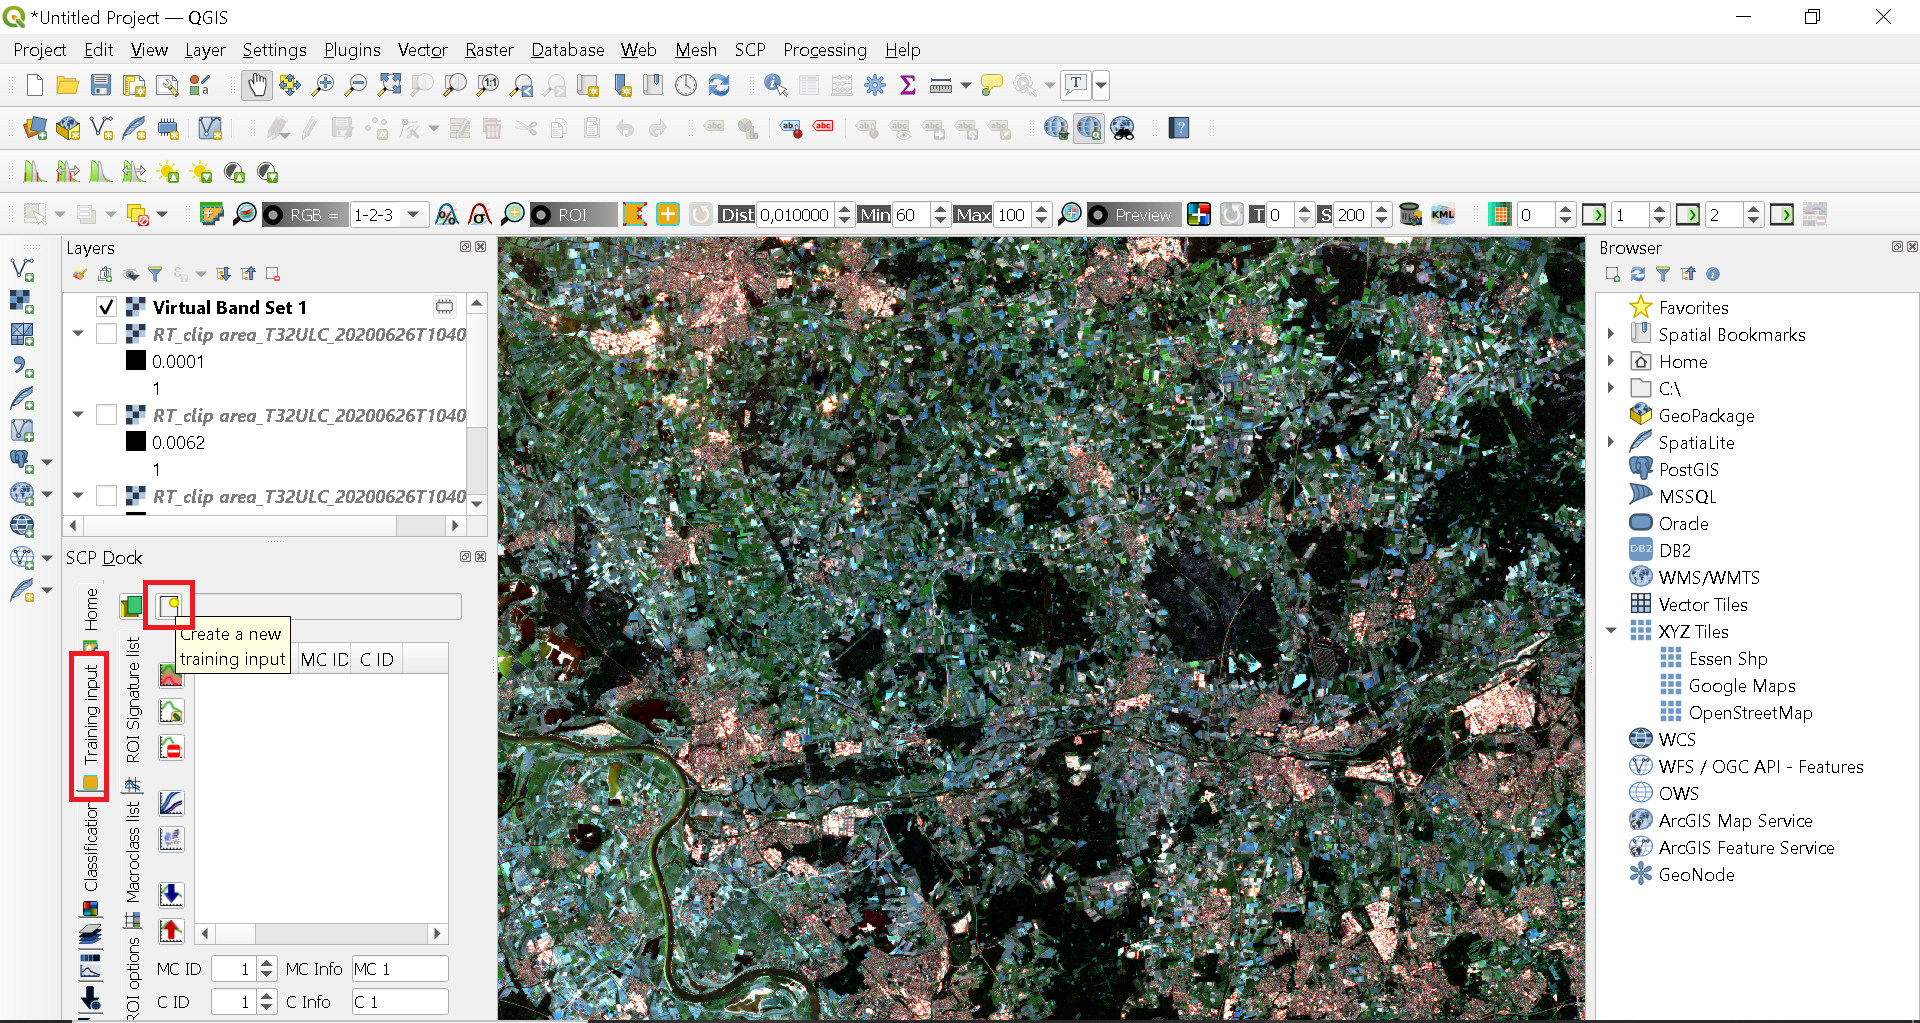 *Untitled Project — QGIS
Project Edit View Layer Settings Plugins Vector Raster Database Web Mesh SCP Processing Help
RGB = 1-2-3 ROI Dist 0,010000 Min 60 Max 100 Preview T 0 S 200 KML 0 1 2
Layers
Virtual Band Set 1
RT_clip area_T32ULC_20200626T1040
0.0001
1
RT_clip area_T32ULC_20200626T1040
0.0062
1
RT_clip area_T32ULC_20200626T1040
SCP Dock
Home
Training input
Classification
ROI Signature list
Macroclass list
ROI options
Create a new
training input
MC ID C ID
MC ID 1 MC Info MC 1
C ID 1 C Info C 1
Browser
Favorites
Spatial Bookmarks
Home
C:\
GeoPackage
SpatiaLite
PostGIS
MSSQL
Oracle
DB2 DB2
WMS/WMTS
Vector Tiles
XYZ Tiles
Essen Shp
Google Maps
OpenStreetMap
WCS
WFS / OGC API - Features
OWS
ArcGIS Map Service
ArcGIS Feature Service
GeoNode